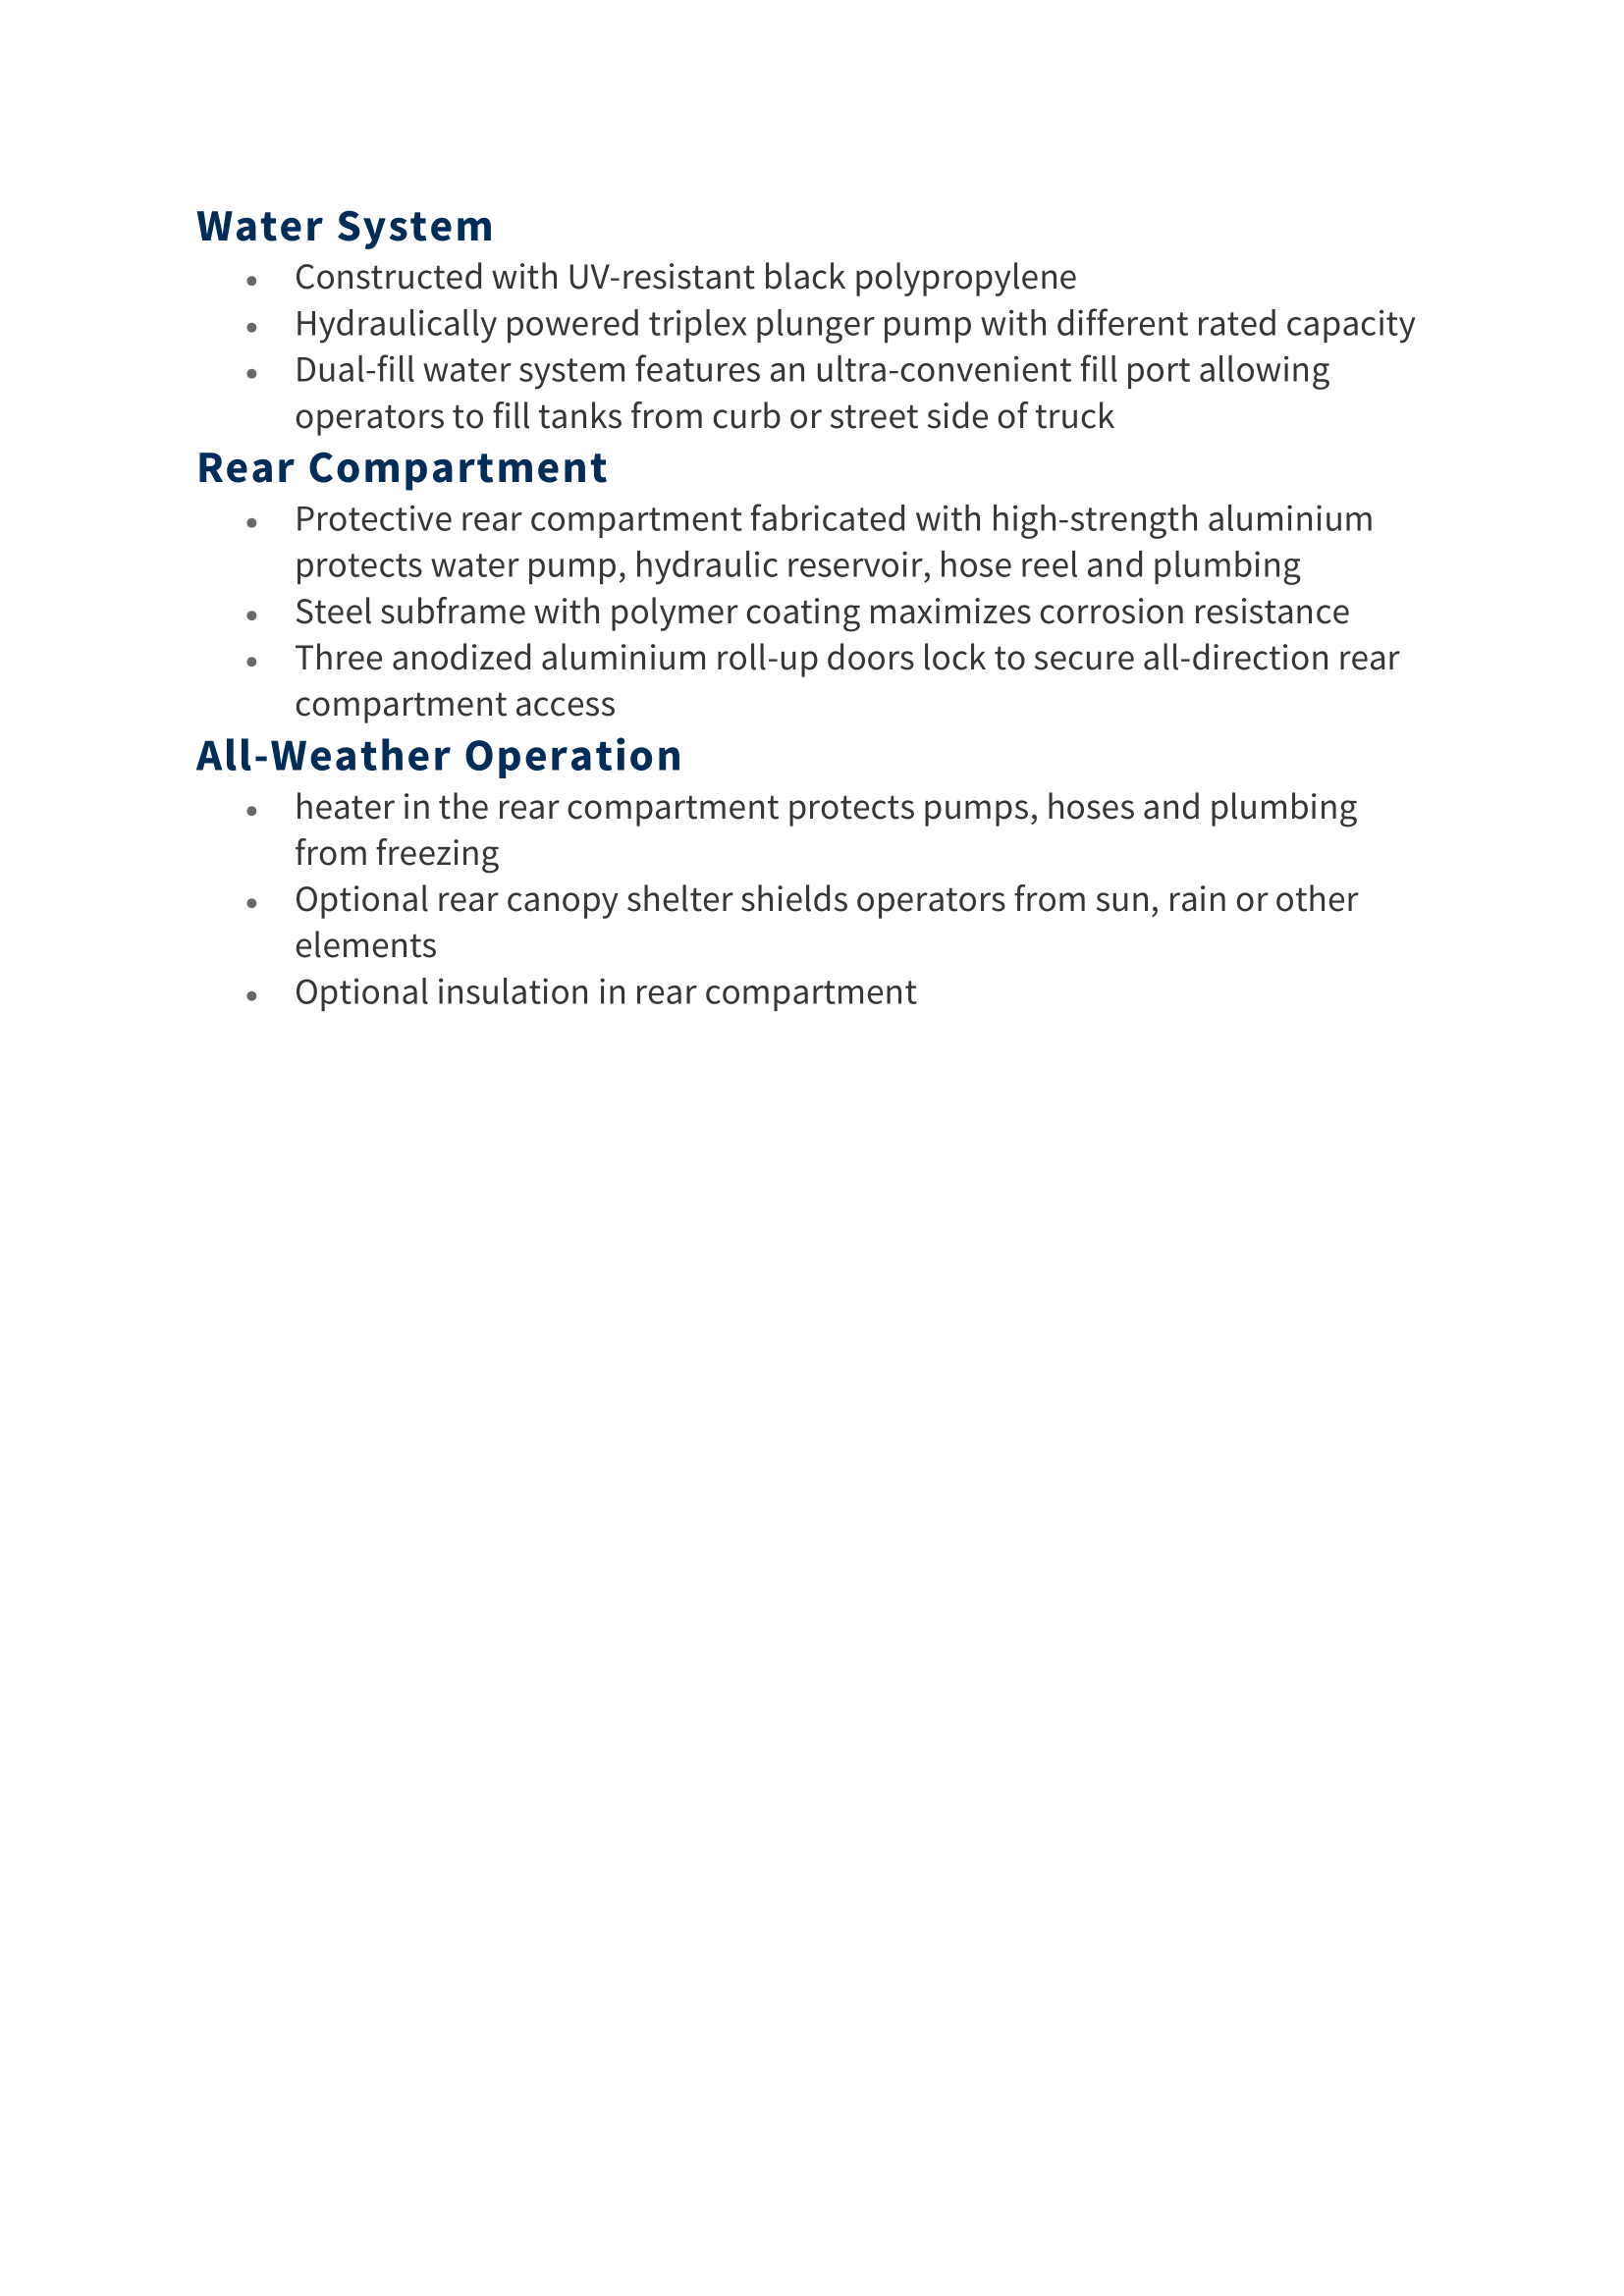 Water System
• Constructed with UV-resistant black polypropylene
• Hydraulically powered triplex plunger pump with different rated capacity
• Dual-fill water system features an ultra-convenient fill port allowing
operators to fill tanks from curb or street side of truck
Rear Compartment
• Protective rear compartment fabricated with high-strength aluminium
protects water pump, hydraulic reservoir, hose reel and plumbing
• Steel subframe with polymer coating maximizes corrosion resistance
• Three anodized aluminium roll-up doors lock to secure all-direction rear
compartment access
All-Weather Operation
• heater in the rear compartment protects pumps, hoses and plumbing
from freezing
• Optional rear canopy shelter shields operators from sun, rain or other
elements
• Optional insulation in rear compartment